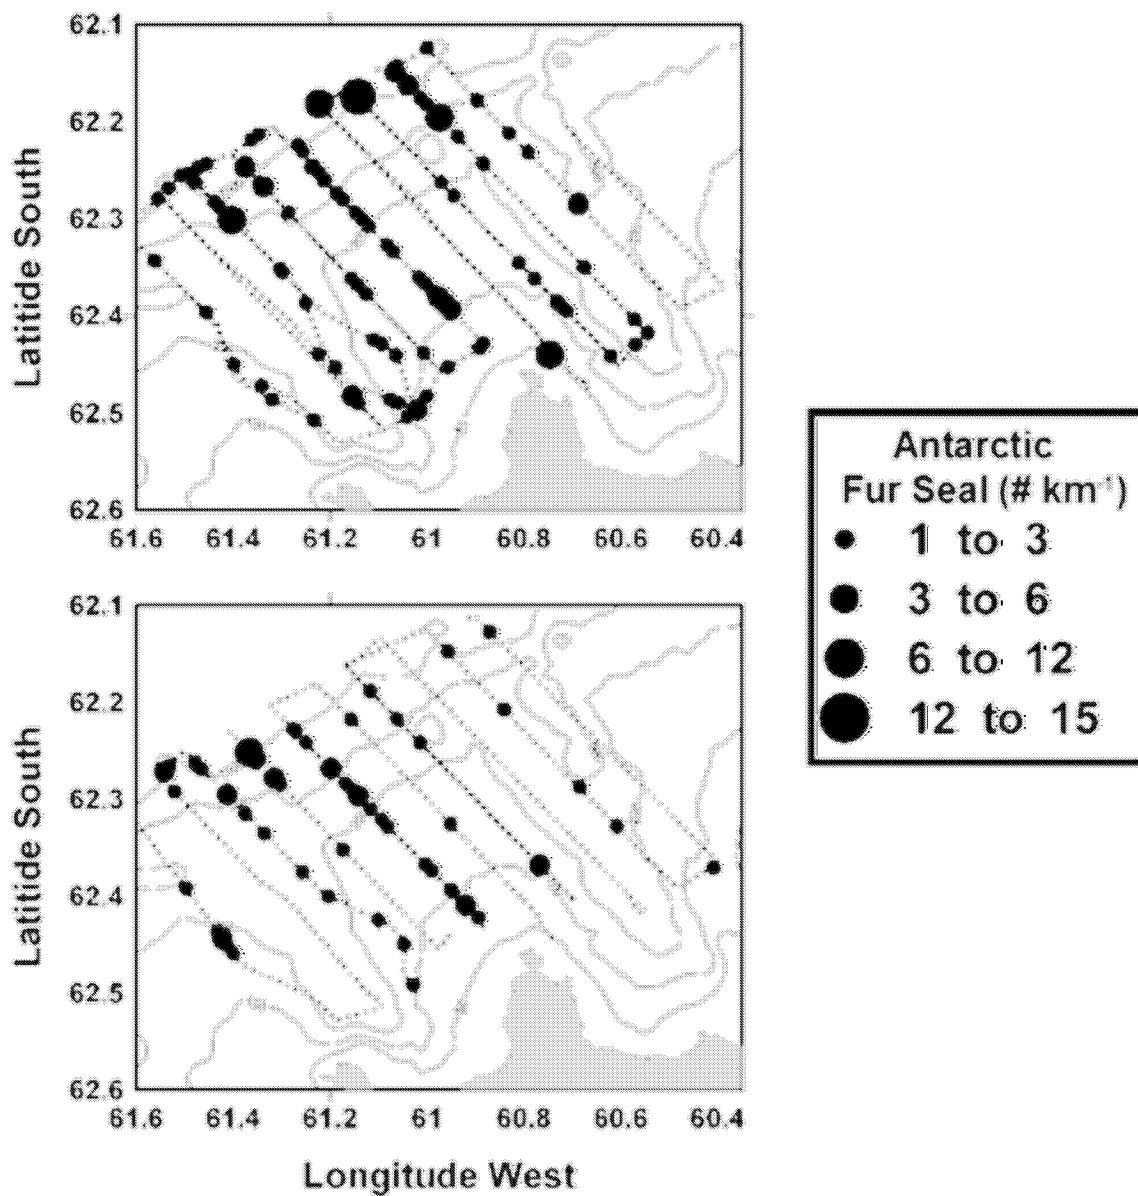 62.1
62.2
62.3
62.4
62.5
62.6
Latitide South
61.6 61.4 61.2 61 60.8 60.6 60.4
Antarctic
Fur Seal (# km⁻¹)
1 to 3
3 to 6
6 to 12
12 to 15
62.1
62.2
62.3
62.4
62.5
62.6
Latitide South
61.6 61.4 61.2 61 60.8 60.6 60.4
Longitude West